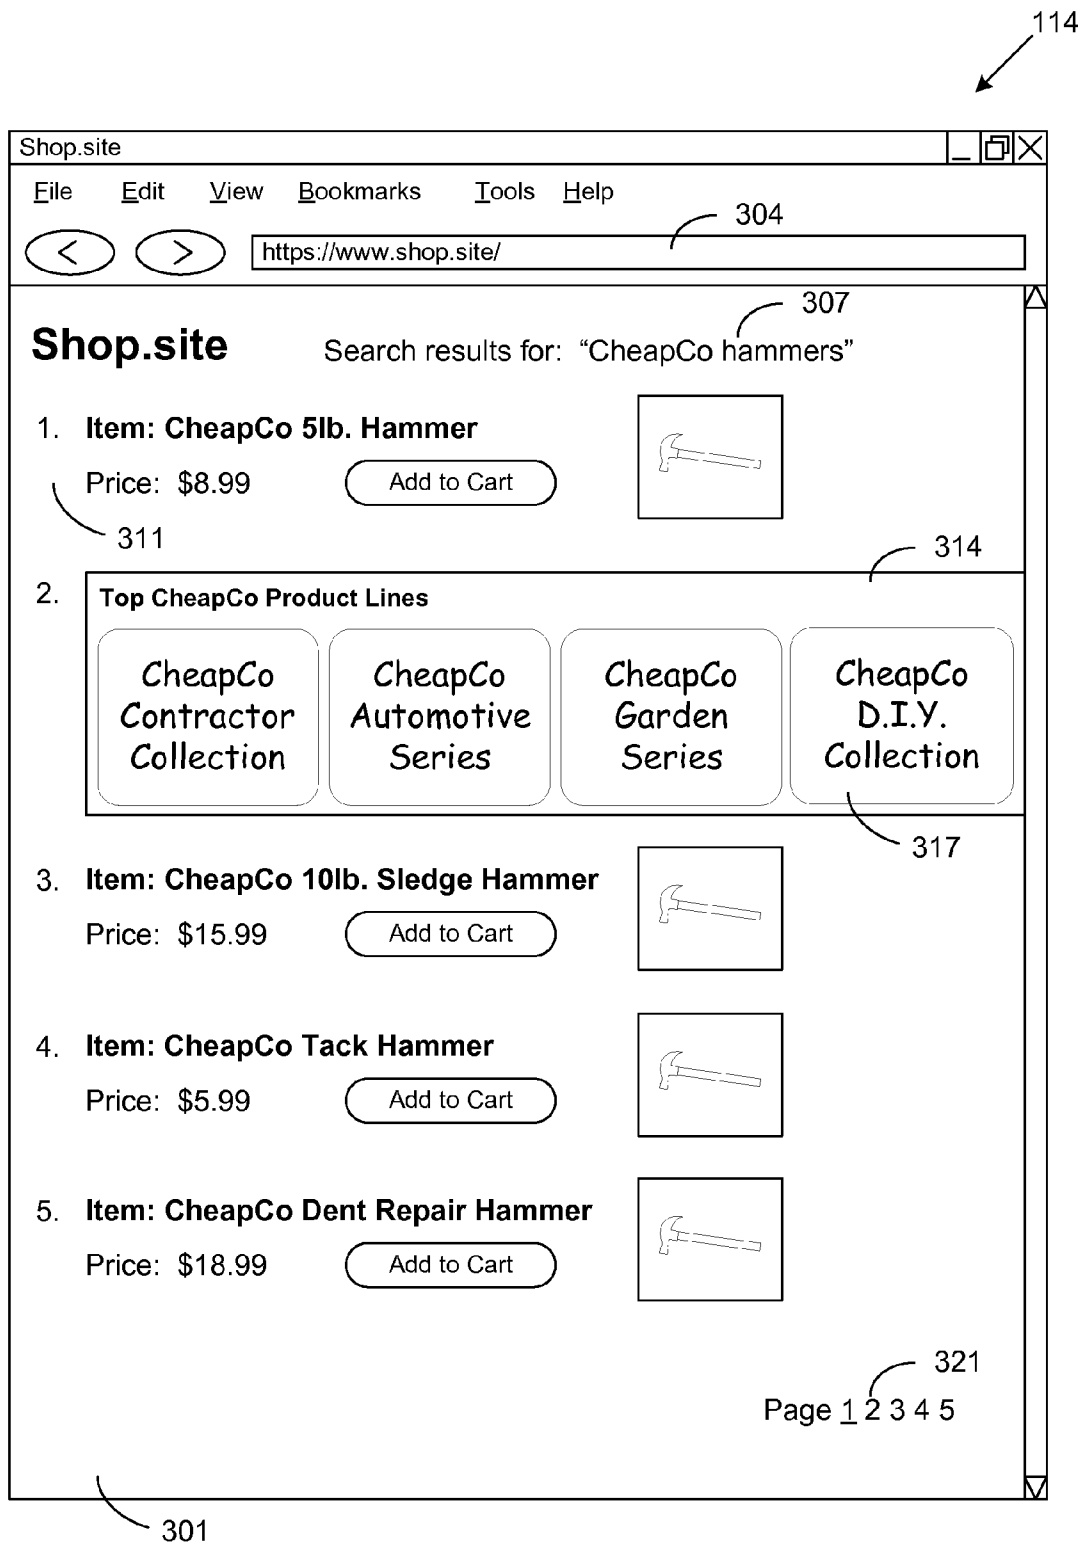 114
Shop.site
File Edit View Bookmarks Tools Help
304
https://www.shop.site/
307
Shop.site Search results for: “CheapCo hammers”
1. Item: CheapCo 5lb. Hammer
Price: $8.99 Add to Cart
311
314
2. Top CheapCo Product Lines
CheapCo Contractor Collection
CheapCo Automotive Series
CheapCo Garden Series
CheapCo D.I.Y. Collection
317
3. Item: CheapCo 10lb. Sledge Hammer
Price: $15.99 Add to Cart
4. Item: CheapCo Tack Hammer
Price: $5.99 Add to Cart
5. Item: CheapCo Dent Repair Hammer
Price: $18.99 Add to Cart
321
Page 1 2 3 4 5
301